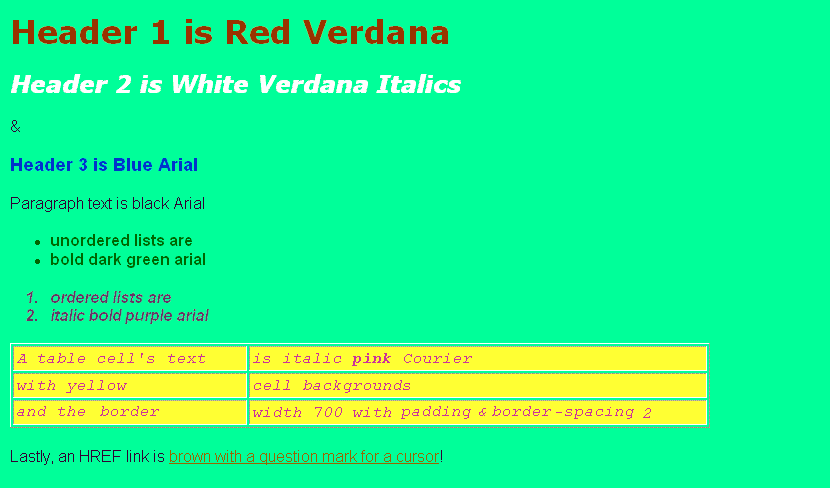 Header 1 is Red Verdana
Header 2 is White Verdana Italics
&
Header 3 is Blue Arial
Paragraph text is black Arial
• unordered lists are
• bold dark green arial
1. ordered lists are
2. italic bold purple arial
A table cell's text is italic pink Courier
with yellow cell backgrounds
and the border width 700 with padding & border-spacing 2
Lastly, an HREF link is brown with a question mark for a cursor!